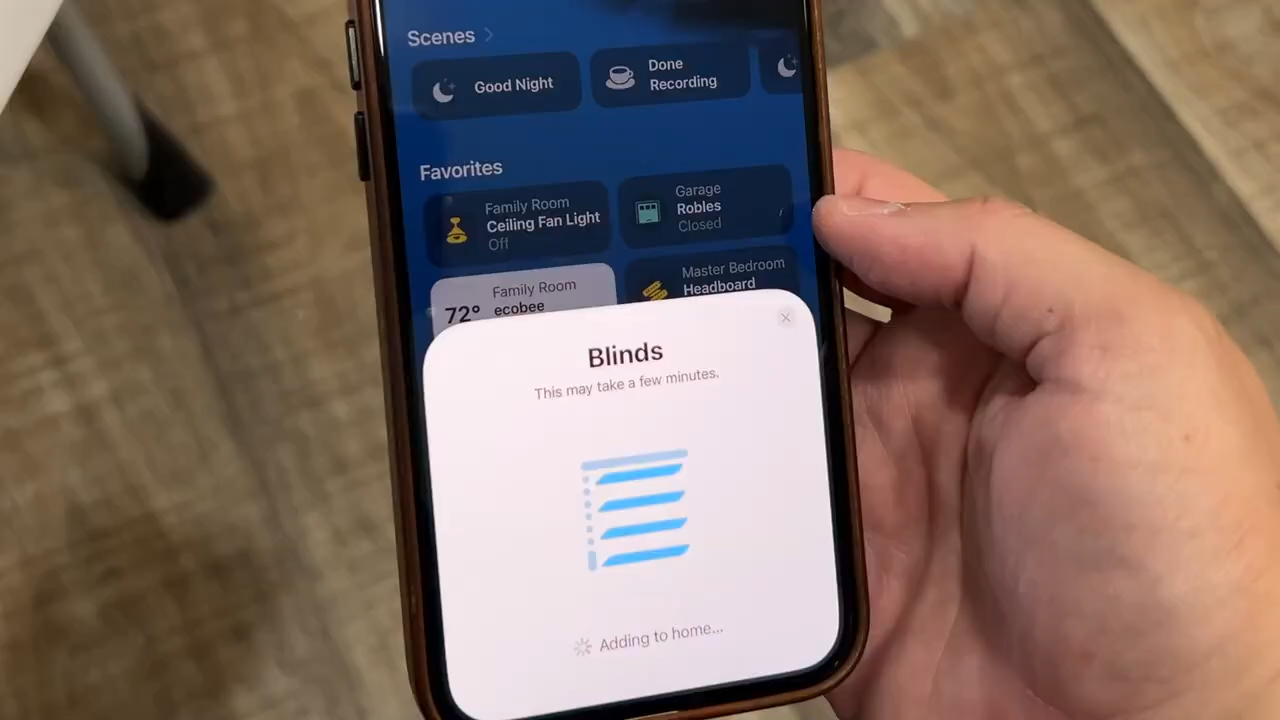 Scenes
Good Night
Done
Recording
Favorites
Family Room
Ceiling Fan Light
Off
Garage
Robles
Closed
72°
Family Room
ecobee
Master Bedroom
Headboard
Blinds
This may take a few minutes.
Adding to home...